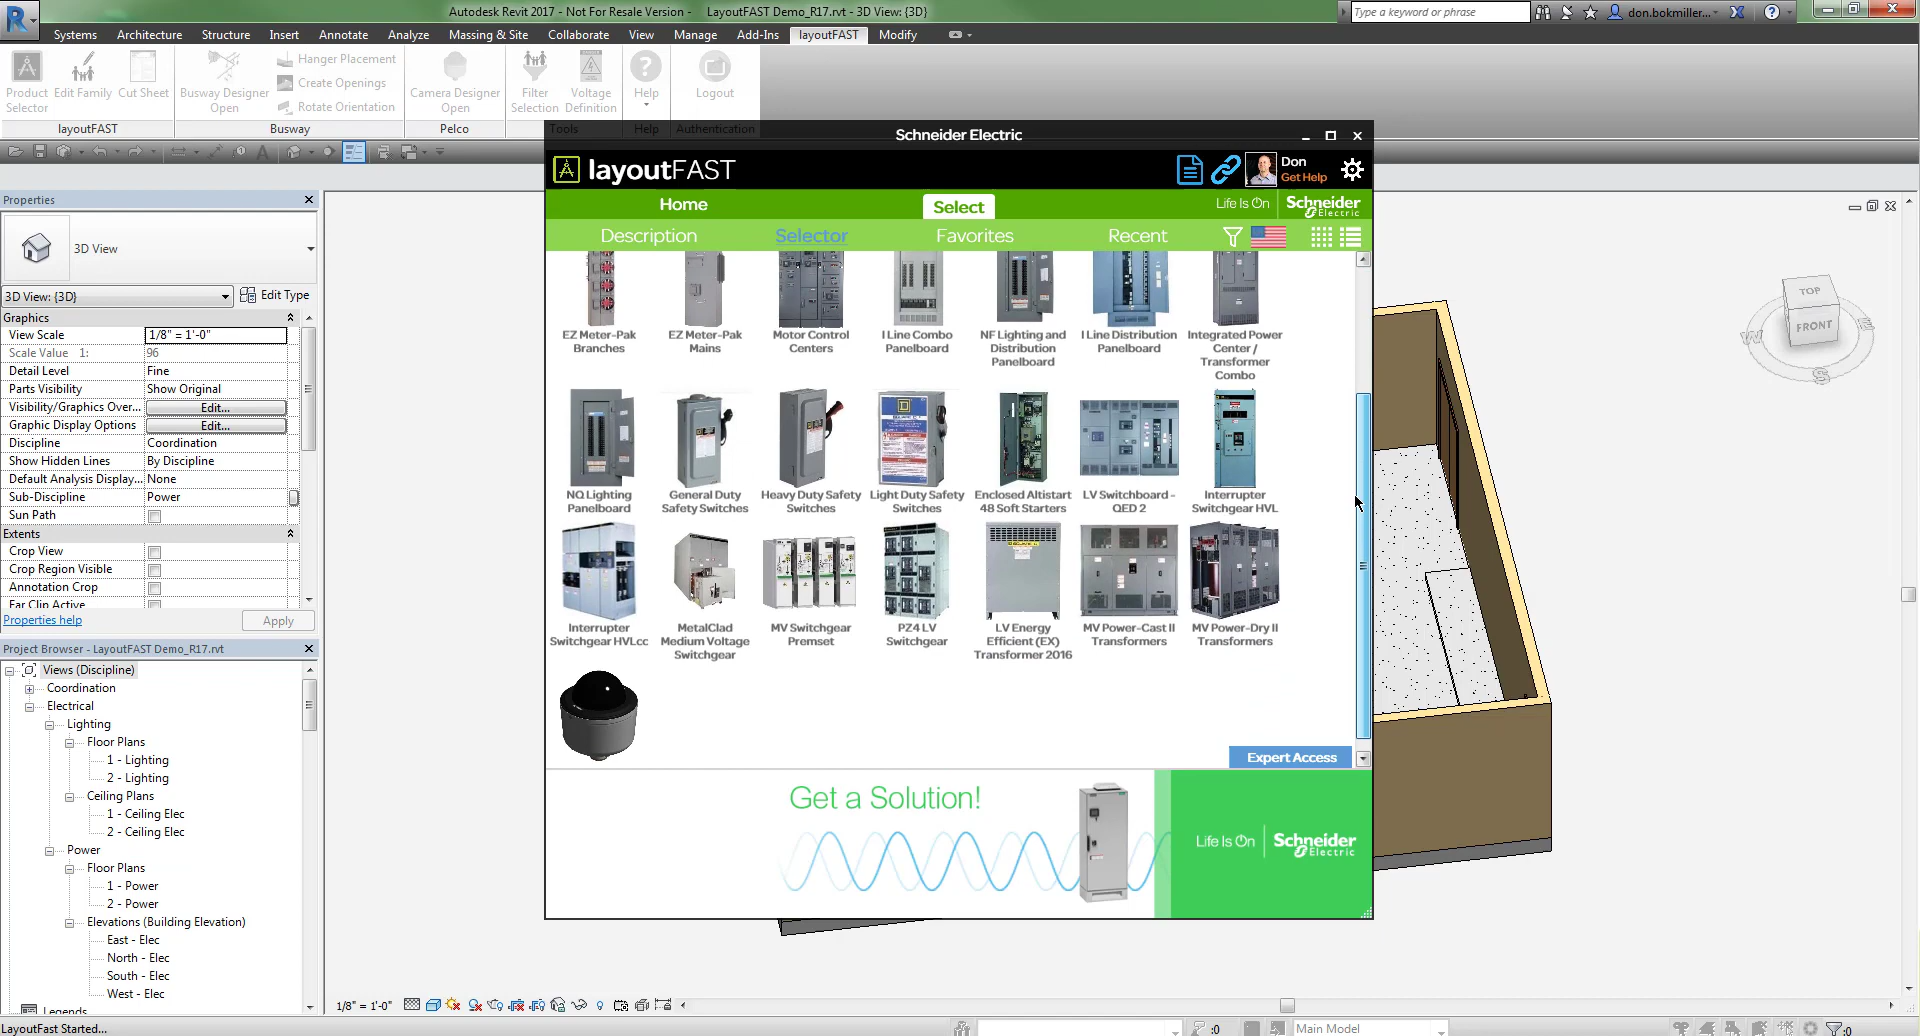 Autodesk Revit 2017 - Not For Resale Version - LayoutFAST Demo_R17.rvt - 3D View: {3D}
Type a keyword or phrase
don.bokmiller...
Systems Architecture Structure Insert Annotate Analyze Massing & Site Collaborate View Manage Add-Ins layoutFAST Modify
Product Selector
Edit Family
Cut Sheet
Busway Designer Open
Hanger Placement
Create Openings
Rotate Orientation
Camera Designer Open
Filter Selection
Voltage Definition
Help
Logout
layoutFAST Busway Pelco Tools Help Authentication
Properties
3D View
3D View: {3D}
Edit Type
Graphics
View Scale 1/8" = 1'-0"
Scale Value 1: 96
Detail Level Fine
Parts Visibility Show Original
Visibility/Graphics Over... Edit...
Graphic Display Options Edit...
Discipline Coordination
Show Hidden Lines By Discipline
Default Analysis Display... None
Sub-Discipline Power
Sun Path
Extents
Crop View
Crop Region Visible
Annotation Crop
Far Clip Active
Properties help
Apply
Project Browser - LayoutFAST Demo_R17.rvt
Views (Discipline)
Coordination
Electrical
Lighting
Floor Plans
1 - Lighting
2 - Lighting
Ceiling Plans
1 - Ceiling Elec
2 - Ceiling Elec
Power
Floor Plans
1 - Power
2 - Power
Elevations (Building Elevation)
East - Elec
North - Elec
South - Elec
West - Elec
Legends
LayoutFast Started...
Schneider Electric
layoutFAST
Don
Get Help
Home
Select
Life Is On
Schneider Electric
Description Selector Favorites Recent
EZ Meter-Pak Branches
EZ Meter-Pak Mains
Motor Control Centers
I Line Combo Panelboard
NF Lighting and Distribution Panelboard
I Line Distribution Panelboard
Integrated Power Center / Transformer Combo
NQ Lighting Panelboard
General Duty Safety Switches
Heavy Duty Safety Switches
Light Duty Safety Switches
Enclosed Altistart 48 Soft Starters
LV Switchboard - QED 2
Interrupter Switchgear HVL
Interrupter Switchgear HVLcc
MetalClad Medium Voltage Switchgear
MV Switchgear Premset
PZ4 LV Switchgear
LV Energy Efficient (EX) Transformer 2016
MV Power-Cast II Transformers
MV Power-Dry II Transformers
Expert Access
Get a Solution!
Life Is On
Schneider Electric
TOP
FRONT
W
S
E
1/8" = 1'-0"
:0
Main Model
:0